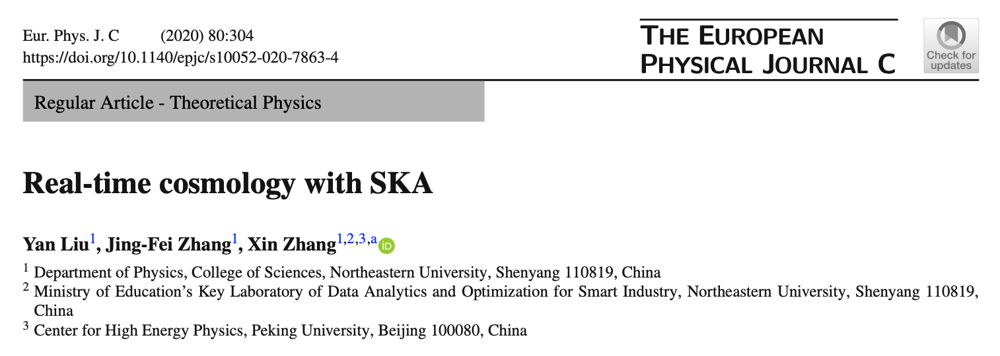 Eur. Phys. J. C (2020) 80:304
https://doi.org/10.1140/epjc/s10052-020-7863-4
THE EUROPEAN
PHYSICAL JOURNAL C
Check for
updates
Regular Article - Theoretical Physics
Real-time cosmology with SKA
Yan Liu1, Jing-Fei Zhang1, Xin Zhang1,2,3,a iD
1 Department of Physics, College of Sciences, Northeastern University, Shenyang 110819, China
2 Ministry of Education’s Key Laboratory of Data Analytics and Optimization for Smart Industry, Northeastern University, Shenyang 110819,
China
3 Center for High Energy Physics, Peking University, Beijing 100080, China